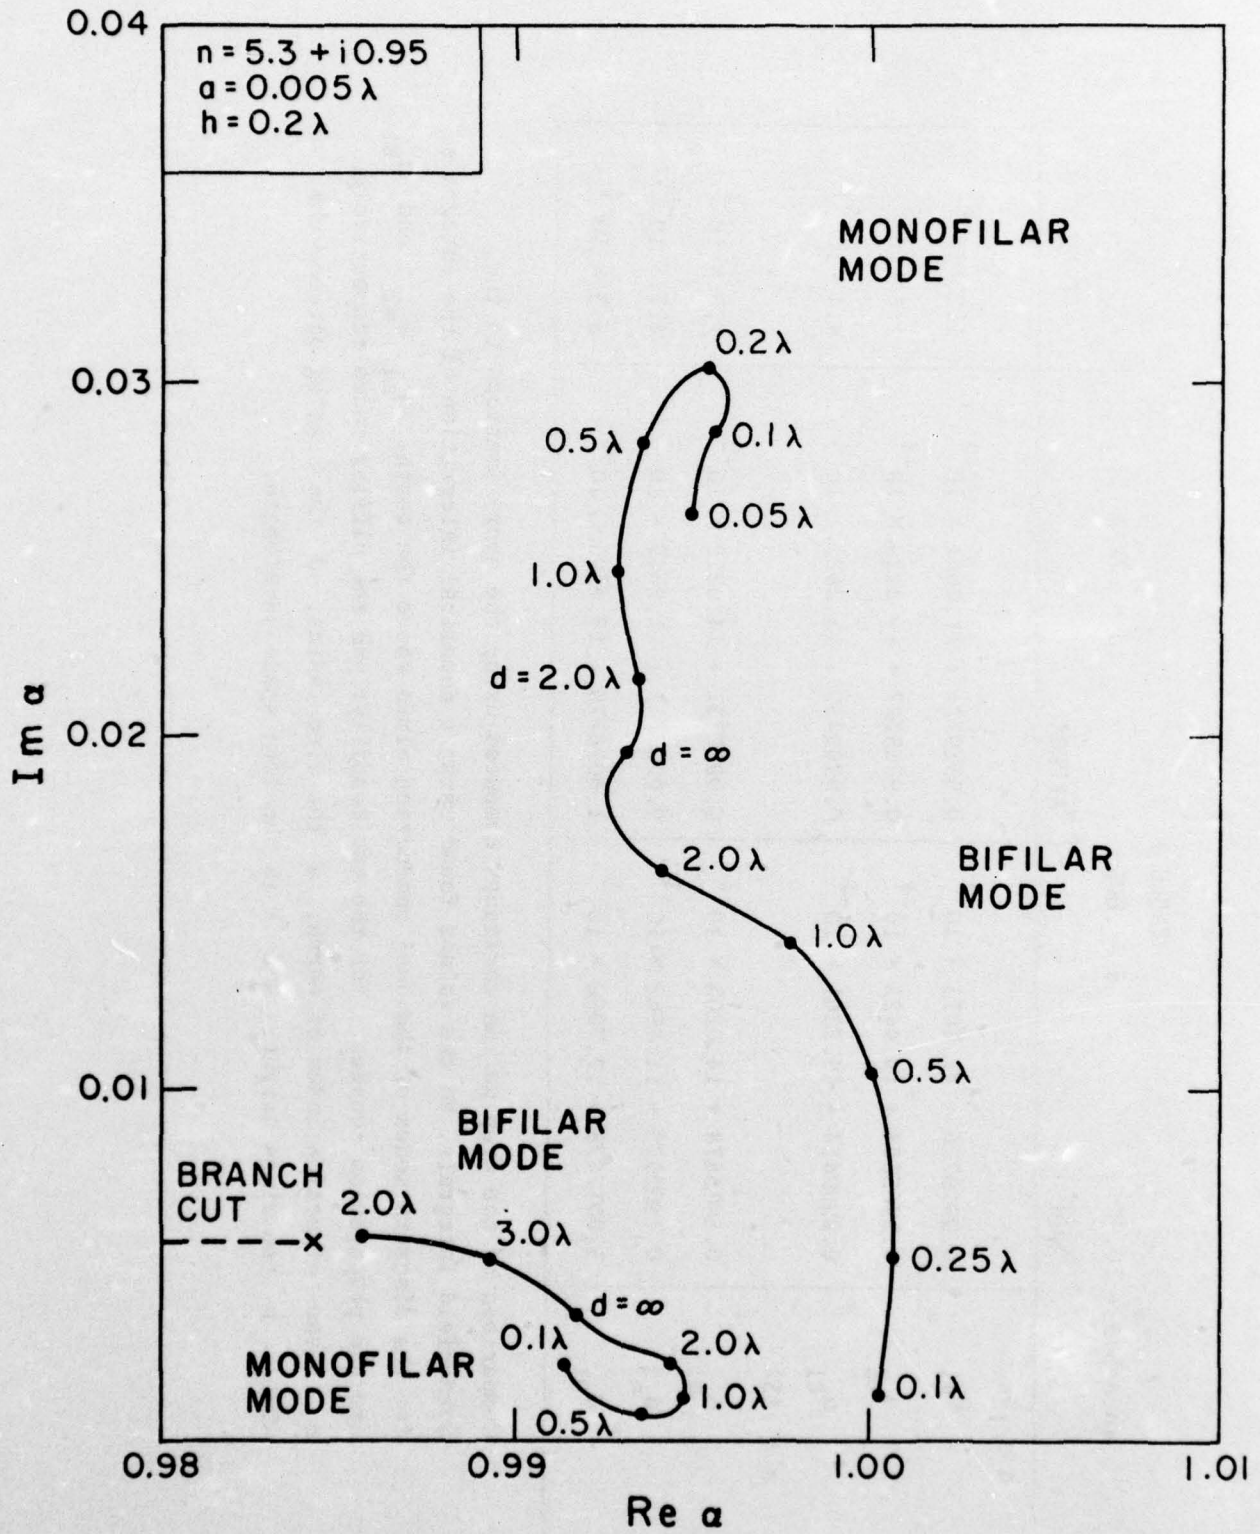 0.04
n = 5.3 + i0.95
a = 0.005λ
h = 0.2λ
MONOFILAR
MODE
0.2λ
0.03
0.5λ
0.1λ
0.05λ
1.0λ
d = 2.0λ
0.02
d = ∞
Im α
2.0λ
BIFILAR
MODE
1.0λ
0.5λ
0.01
BIFILAR
MODE
BRANCH
CUT
2.0λ
3.0λ
0.25λ
d = ∞
0.1λ
2.0λ
MONOFILAR
MODE
1.0λ
0.1λ
0.5λ
0.98
0.99
1.00
1.01
Re α